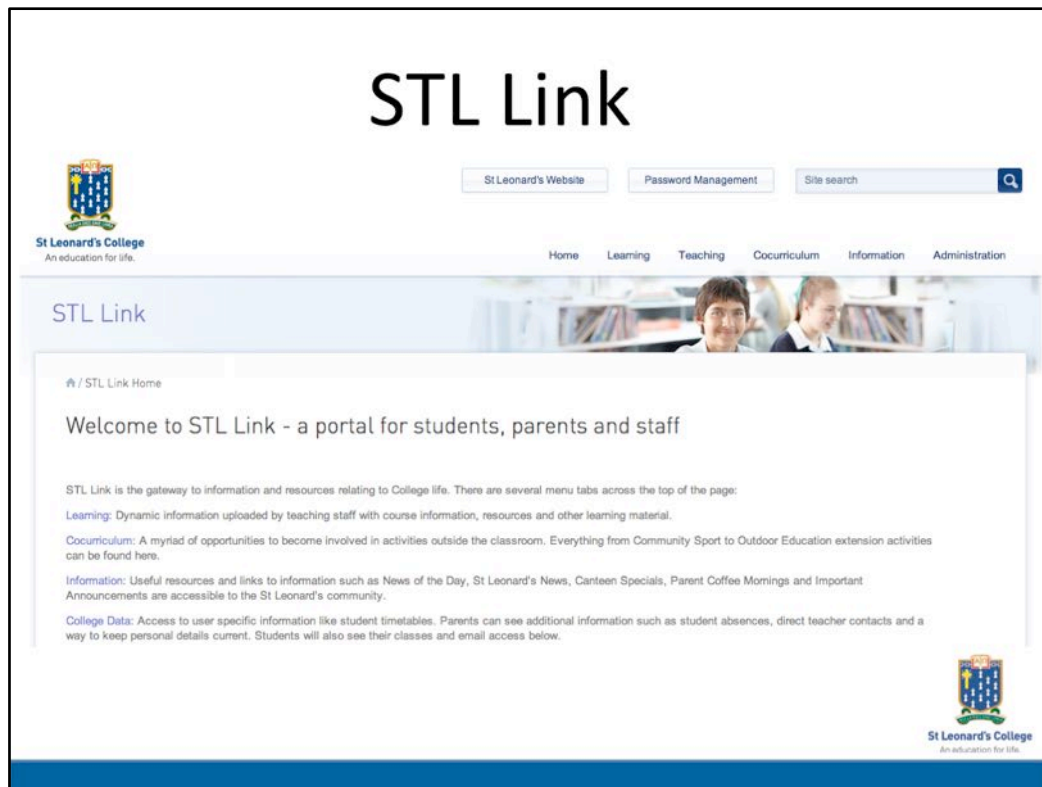 STL Link
St Leonard's Website
Password Management
Site search
St Leonard's College
An education for life.
Home
Learning
Teaching
Cocurriculum
Information
Administration
STL Link
/ STL Link Home
Welcome to STL Link - a portal for students, parents and staff
STL Link is the gateway to information and resources relating to College life. There are several menu tabs across the top of the page:
Learning: Dynamic information uploaded by teaching staff with course information, resources and other learning material.
Cocurriculum: A myriad of opportunities to become involved in activities outside the classroom. Everything from Community Sport to Outdoor Education extension activities
can be found here.
Information: Useful resources and links to information such as News of the Day, St Leonard's News, Canteen Specials, Parent Coffee Mornings and Important
Announcements are accessible to the St Leonard's community.
College Data: Access to user specific information like student timetables. Parents can see additional information such as student absences, direct teacher contacts and a
way to keep personal details current. Students will also see their classes and email access below.
St Leonard's College
An education for life.